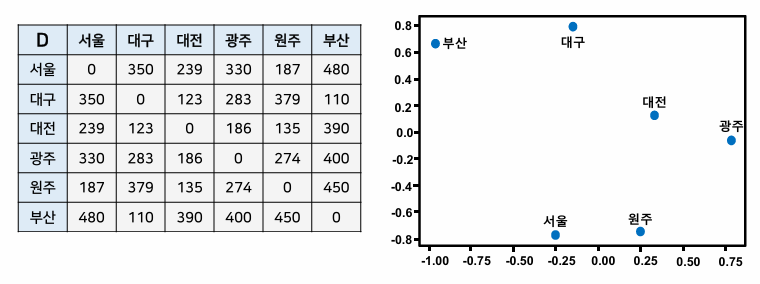 D 서울 대구 대전 광주 원주 부산
서울 0 350 239 330 187 480
대구 350 0 123 283 379 110
대전 239 123 0 186 135 390
광주 330 283 186 0 274 400
원주 187 379 135 274 0 450
부산 480 110 390 400 450 0
0.8
0.6
0.4
0.2
0.0
-0.2
-0.4
-0.6
-0.8
부산
대구
대전
광주
서울
원주
-1.00 -0.75 -0.50 -0.25 0.00 0.25 0.50 0.75